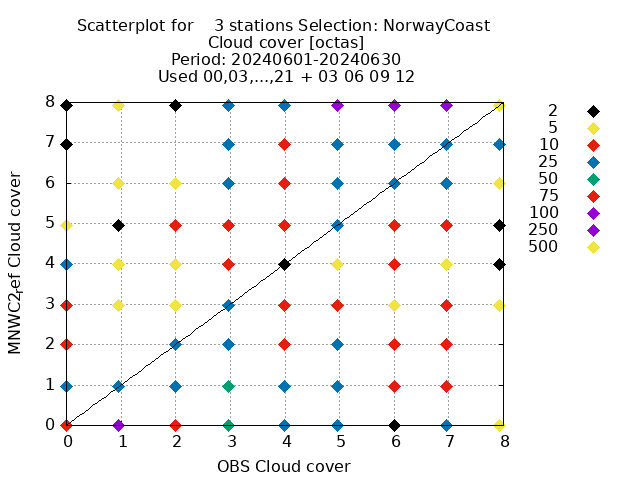 Scatterplot for    3 stations Selection: NorwayCoast
Cloud cover [octas]
Period: 20240601-20240630
Used 00,03,...,21 + 03 06 09 12
8
7
6
5
4
3
2
1
0
MNWC2ref Cloud cover
0 1 2 3 4 5 6 7 8
OBS Cloud cover
2
5
10
25
50
75
100
250
500